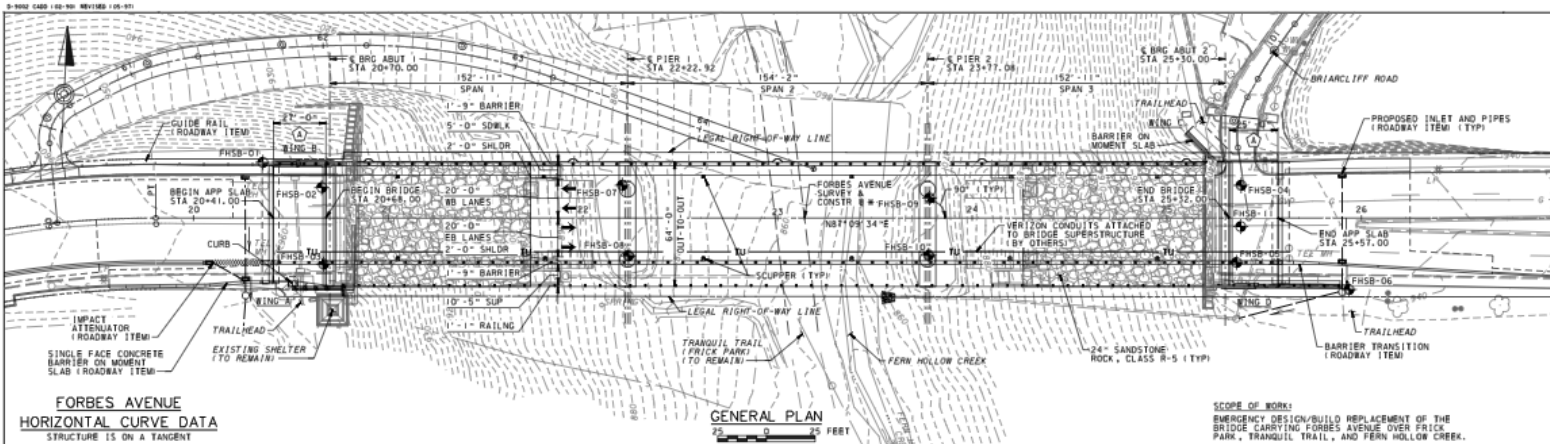 D-9002 CADD (02-90) REVISED (05-97)
℄ BRG ABUT 1
STA 20+70.00
℄ PIER 1
STA 22+22.92
℄ PIER 2
STA 23+77.08
℄ BRG ABUT 2
STA 25+30.00
152'-11"
SPAN 1
154'-2"
SPAN 2
152'-11"
SPAN 3
BRIARCLIFF ROAD
27'-0"
A
GUIDE RAIL
(ROADWAY ITEM)
WING B
FHSB-01
1'-9" BARRIER
5'-0" SDWLK
2'-0" SHLDR
LEGAL RIGHT-OF-WAY LINE
TRAILHEAD
WING C
BARRIER ON
MOMENT SLAB
A
PROPOSED INLET AND PIPES
(ROADWAY ITEM) (TYP)
PT
BEGIN APP SLAB
STA 20+41.00
20
FHSB-02
BEGIN BRIDGE
STA 20+68.00
20'-0"
WB LANES
22
20'-0"
EB LANES
2'-0" SHLDR
1'-9" BARRIER
10'-5" SUP
1'-1" RAILNG
FHSB-07
FHSB-08
64'-0"
OUT-TO-OUT
FORBES AVENUE
SURVEY &
CONSTR ℄
23
N87°09'34"E
FHSB-09
90° (TYP)
24
FHSB-10
VERIZON CONDUITS ATTACHED
TO BRIDGE SUPERSTRUCTURE
(BY OTHERS)
END BRIDGE
STA 25+32.00
FHSB-04
FHSB-1
26
END APP SLAB
STA 25+57.00
FHSB-05
FHSB-06
CURB
FHSB-03
TU
TU
TU
TU
SCUPPER (TYP)
WING A
WING D
IMPACT
ATTENUATOR
(ROADWAY ITEM)
TRAILHEAD
EXISTING SHELTER
(TO REMAIN)
SINGLE FACE CONCRETE
BARRIER ON MOMENT
SLAB (ROADWAY ITEM)
LEGAL RIGHT-OF-WAY LINE
TRANQUIL TRAIL
(FRICK PARK)
(TO REMAIN)
FERN HOLLOW CREEK
24" SANDSTONE
ROCK, CLASS R-5 (TYP)
TRAILHEAD
BARRIER TRANSITION
(ROADWAY ITEM)
FORBES AVENUE
HORIZONTAL CURVE DATA
STRUCTURE IS ON A TANGENT
GENERAL PLAN
25 0 25 FEET
SCOPE OF WORK:
EMERGENCY DESIGN/BUILD REPLACEMENT OF THE
BRIDGE CARRYING FORBES AVENUE OVER FRICK
PARK, TRANQUIL TRAIL, AND FERN HOLLOW CREEK.